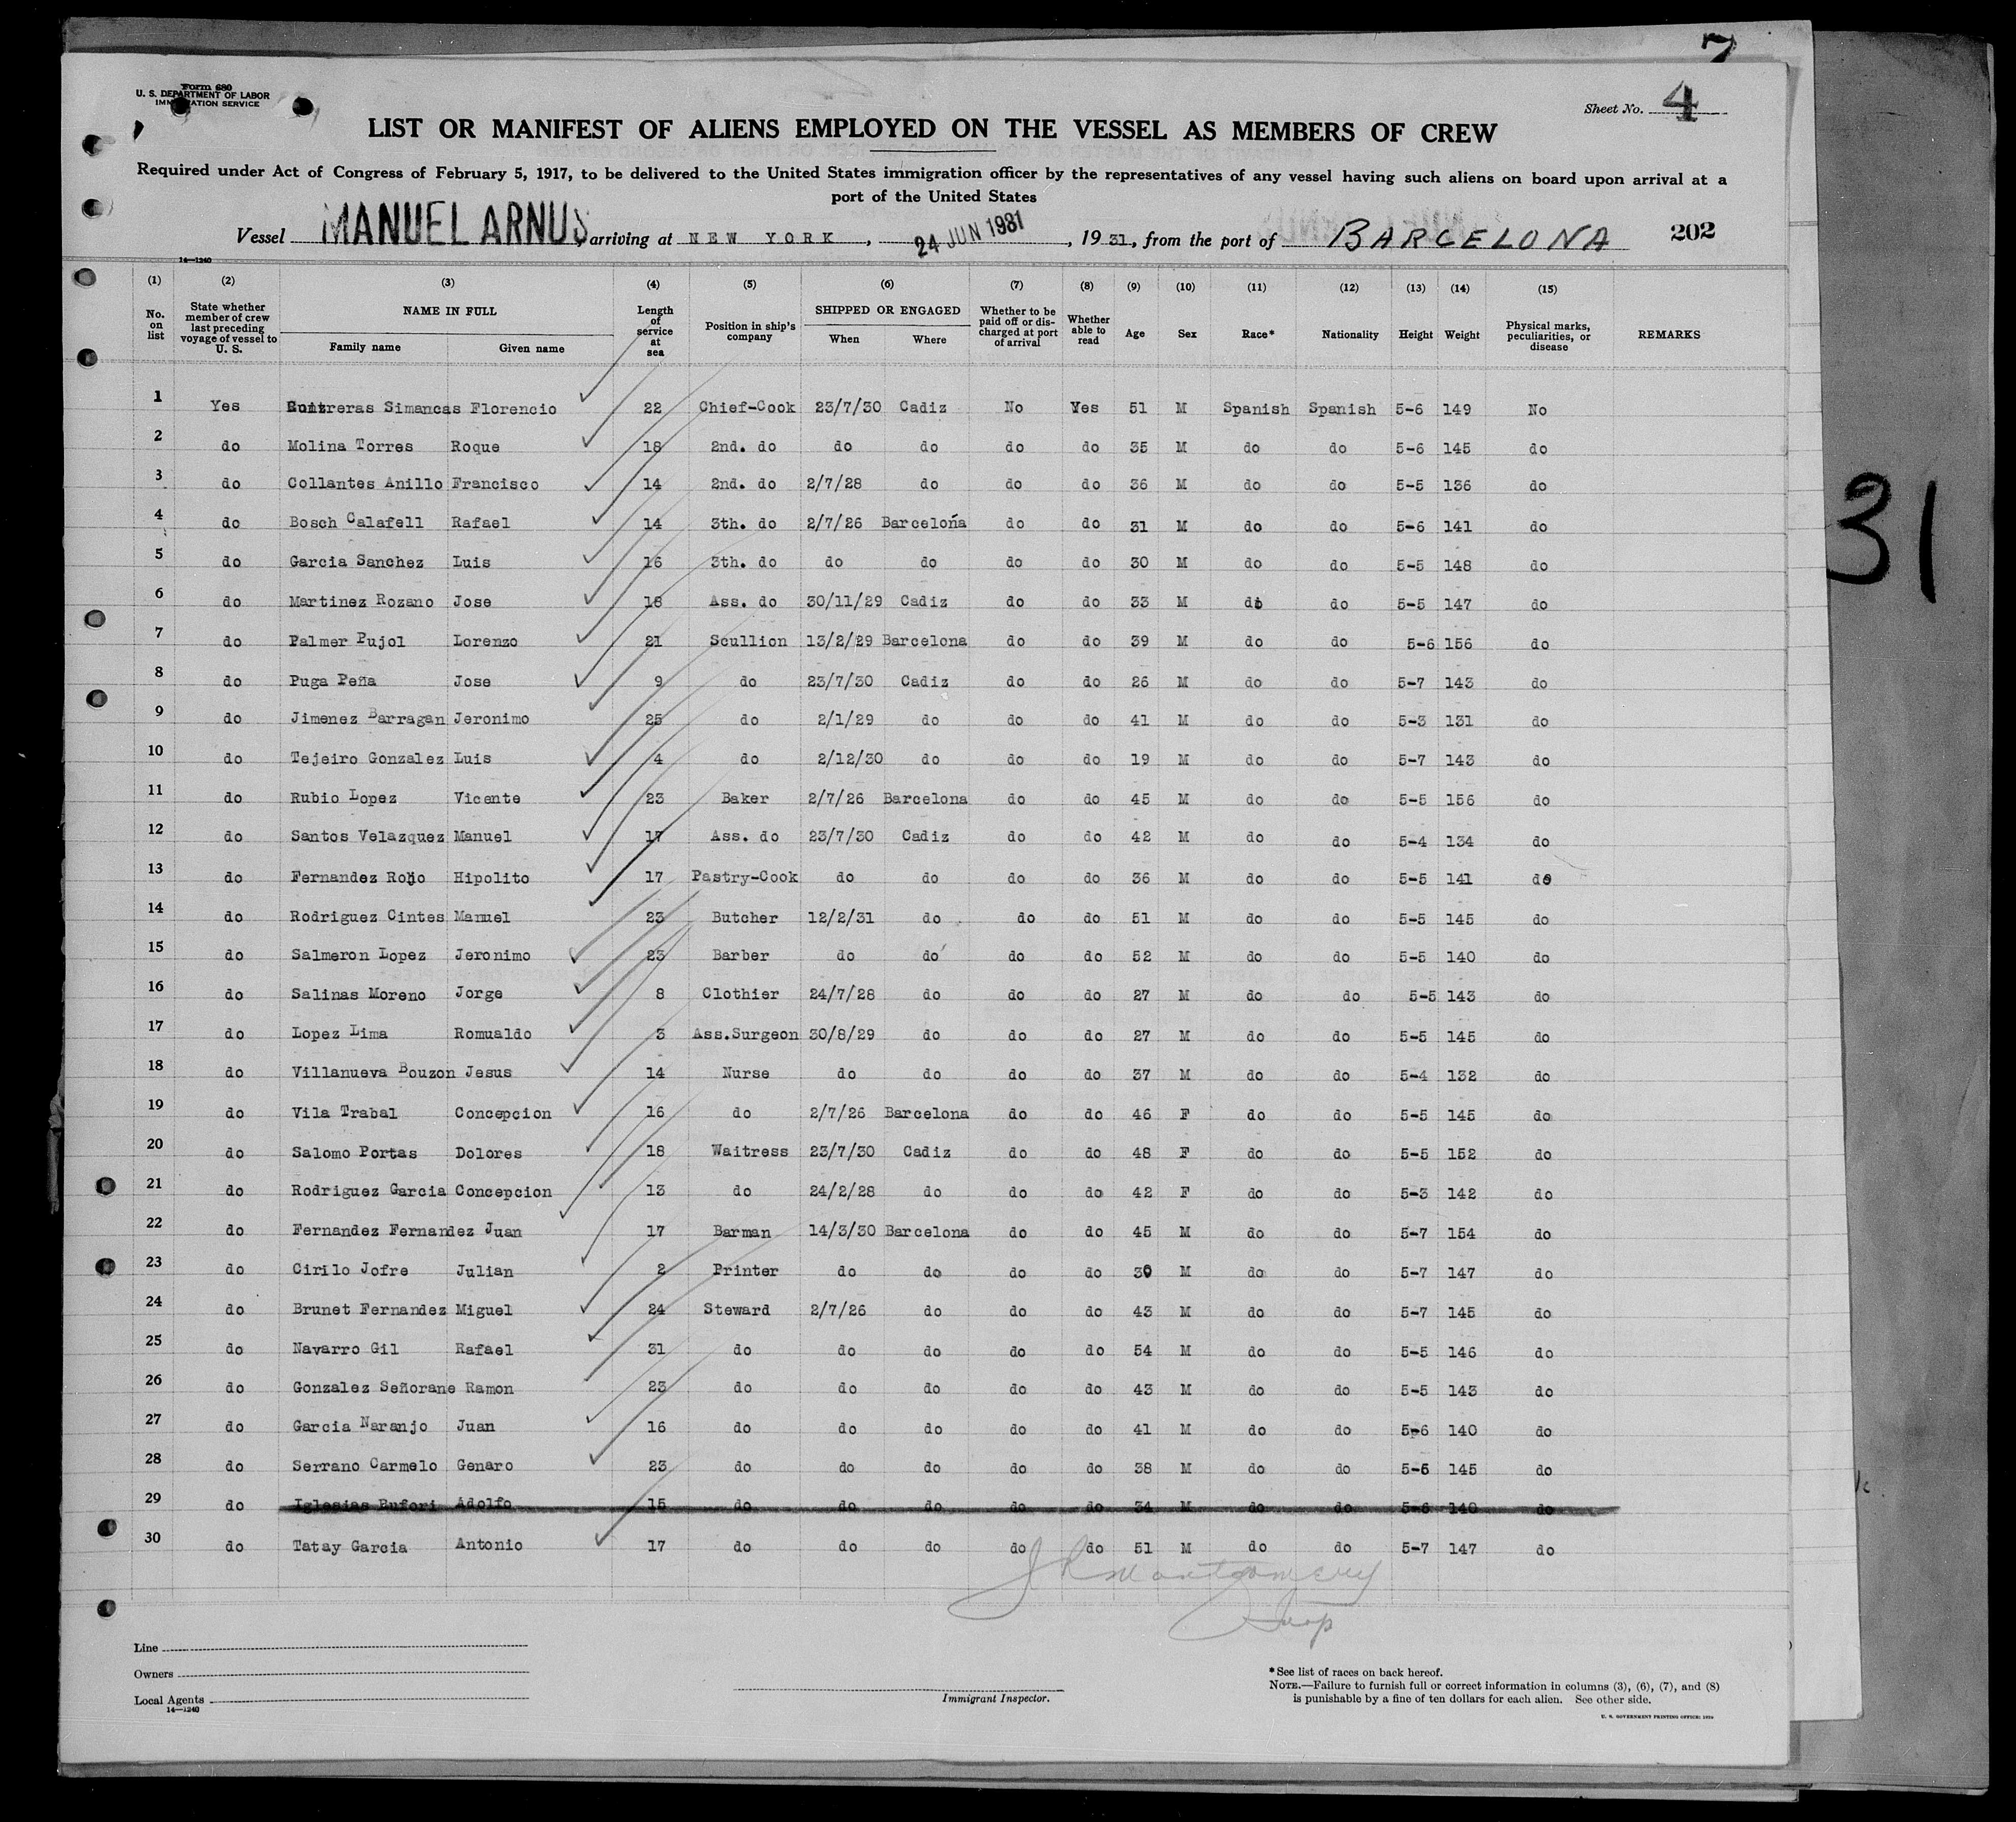 7
Form 680
U. S. DEPARTMENT OF LABOR
IMMIGRATION SERVICE
Sheet No. 4
LIST OR MANIFEST OF ALIENS EMPLOYED ON THE VESSEL AS MEMBERS OF CREW
Required under Act of Congress of February 5, 1917, to be delivered to the United States immigration officer by the representatives of any vessel having such aliens on board upon arrival at a
port of the United States
Vessel MANUEL ARNUS, arriving at NEW YORK, 24 JUN 1931, 1931, from the port of BARCELONA 202
14—1240
(1) (2) (3) (4) (5) (6) (7) (8) (9) (10) (11) (12) (13) (14) (15)
No. on list | State whether member of crew last preceding voyage of vessel to U. S. | NAME IN FULL Family name Given name | Length of service at sea | Position in ship's company | SHIPPED OR ENGAGED When Where | Whether to be paid off or discharged at port of arrival | Whether able to read | Age | Sex | Race* | Nationality | Height | Weight | Physical marks, peculiarities, or disease | REMARKS
1 Yes Contreras Simancas Florencio 22 Chief-Cook 23/7/30 Cadiz No Yes 51 M Spanish Spanish 5-6 149 No
2 do Molina Torres Roque 18 2nd. do do do do do 35 M do do 5-6 145 do
3 do Collantes Anillo Francisco 14 2nd. do 2/7/28 do do do 36 M do do 5-5 136 do
4 do Bosch Calafell Rafael 14 3th. do 2/7/26 Barcelona do do 31 M do do 5-6 141 do
5 do Garcia Sanchez Luis 16 3th. do do do do do 30 M do do 5-5 148 do
6 do Martinez Rozano Jose 18 Ass. do 30/11/29 Cadiz do do 33 M do do 5-5 147 do
7 do Palmer Pujol Lorenzo 21 Scullion 13/2/29 Barcelona do do 39 M do do 5-6 156 do
8 do Puga Peña Jose 9 do 23/7/30 Cadiz do do 26 M do do 5-7 143 do
9 do Jimenez Barragan Jeronimo 25 do 2/1/29 do do do 41 M do do 5-3 131 do
10 do Tejeiro Gonzalez Luis 4 do 2/12/30 do do do 19 M do do 5-7 143 do
11 do Rubio Lopez Vicente 23 Baker 2/7/26 Barcelona do do 45 M do do 5-5 156 do
12 do Santos Velazquez Manuel 17 Ass. do 23/7/30 Cadiz do do 42 M do do 5-4 134 do
13 do Fernandez Rojo Hipolito 17 Pastry-Cook do do do do 36 M do do 5-5 141 do
14 do Rodriguez Cintes Manuel 23 Butcher 12/2/31 do do do 51 M do do 5-5 145 do
15 do Salmeron Lopez Jeronimo 23 Barber do do do do 52 M do do 5-5 140 do
16 do Salinas Moreno Jorge 8 Clothier 24/7/28 do do do 27 M do do 5-5 143 do
17 do Lopez Lima Romualdo 3 Ass.Surgeon 30/8/29 do do do 27 M do do 5-5 145 do
18 do Villanueva Bouzon Jesus 14 Nurse do do do do 37 M do do 5-4 132 do
19 do Vila Trabal Concepcion 16 do 2/7/26 Barcelona do do 46 F do do 5-5 145 do
20 do Salomo Portas Dolores 18 Waitress 23/7/30 Cadiz do do 48 F do do 5-5 152 do
21 do Rodriguez Garcia Concepcion 13 do 24/2/28 do do do 42 F do do 5-3 142 do
22 do Fernandez Fernandez Juan 17 Barman 14/3/30 Barcelona do do 45 M do do 5-7 154 do
23 do Cirilo Jofre Julian 2 Printer do do do do 30 M do do 5-7 147 do
24 do Brunet Fernandez Miguel 24 Steward 2/7/26 do do do 43 M do do 5-7 145 do
25 do Navarro Gil Rafael 31 do do do do do 54 M do do 5-5 146 do
26 do Gonzalez Señorane Ramon 23 do do do do do 43 M do do 5-5 143 do
27 do Garcia Naranjo Juan 16 do do do do do 41 M do do 5-6 140 do
28 do Serrano Carmelo Genaro 23 do do do do do 38 M do do 5-6 145 do
29 do Iglesias Bufori Adolfo 15 do do do do do 34 M do do 5-6 140 do
30 do Tatay Garcia Antonio 17 do do do do do 51 M do do 5-7 147 do
J R Montgomery
Insp
Line
Owners
Local Agents
14—1240
Immigrant Inspector.
*See list of races on back hereof.
NOTE.—Failure to furnish full or correct information in columns (3), (6), (7), and (8)
is punishable by a fine of ten dollars for each alien. See other side.
31